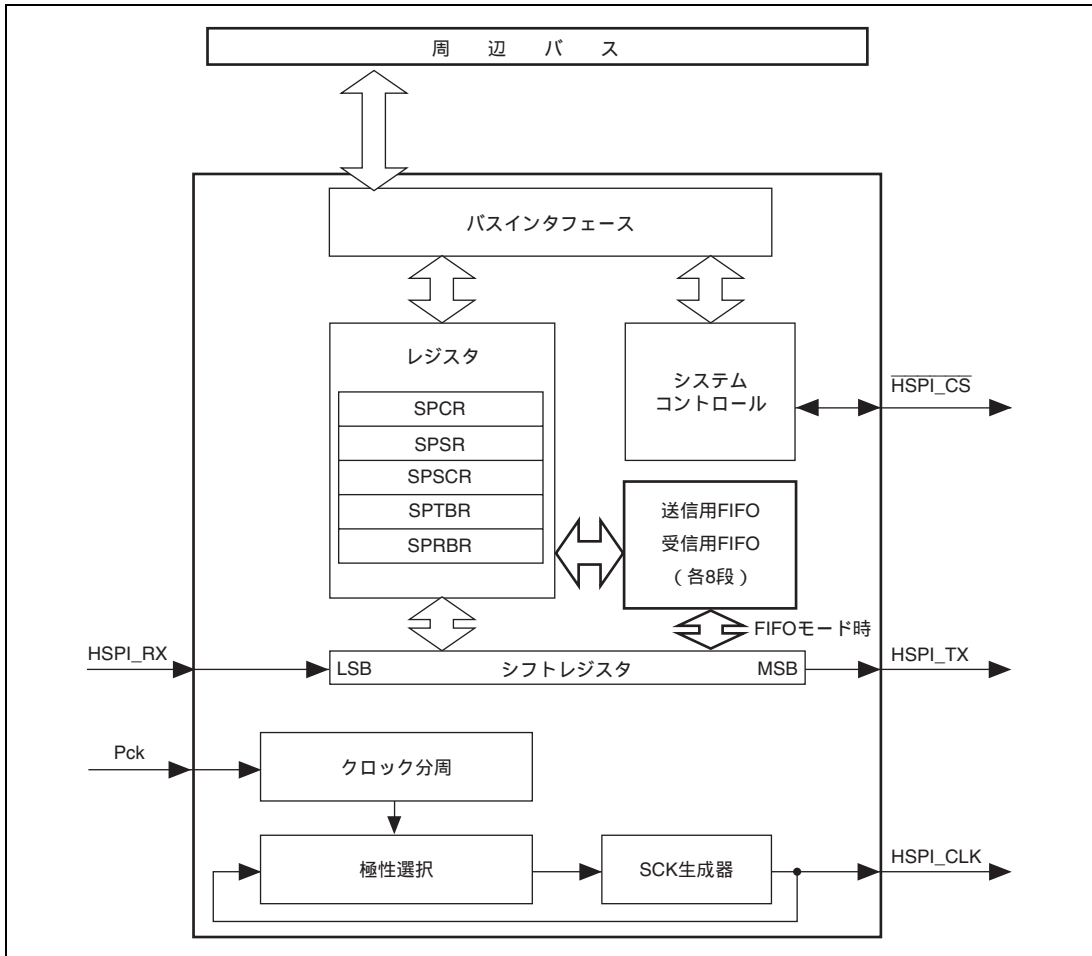 周辺バス
バスインタフェース
レジスタ
SPCR
SPSR
SPSCR
SPTBR
SPRBR
システム
コントロール
HSPI_CS
送信用FIFO
受信用FIFO
(各8段)
FIFOモード時
HSPI_RX
LSB シフトレジスタ MSB
HSPI_TX
Pck
クロック分周
極性選択
SCK生成器
HSPI_CLK